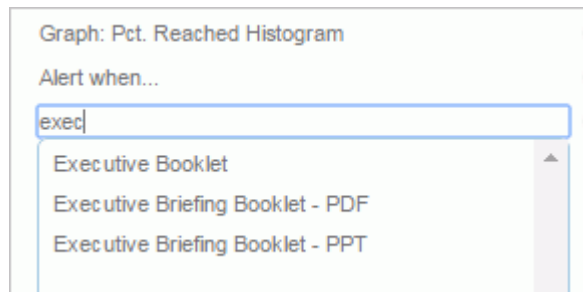 Graph: Pct. Reached Histogram
Alert when...
exec
Executive Booklet
Executive Briefing Booklet - PDF
Executive Briefing Booklet - PPT